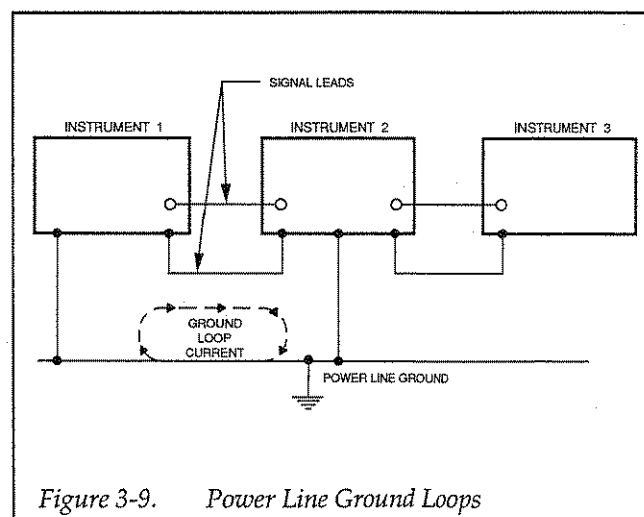 SIGNAL LEADS
INSTRUMENT 1
INSTRUMENT 2
INSTRUMENT 3
GROUND
LOOP
CURRENT
POWER LINE GROUND
Figure 3-9. Power Line Ground Loops